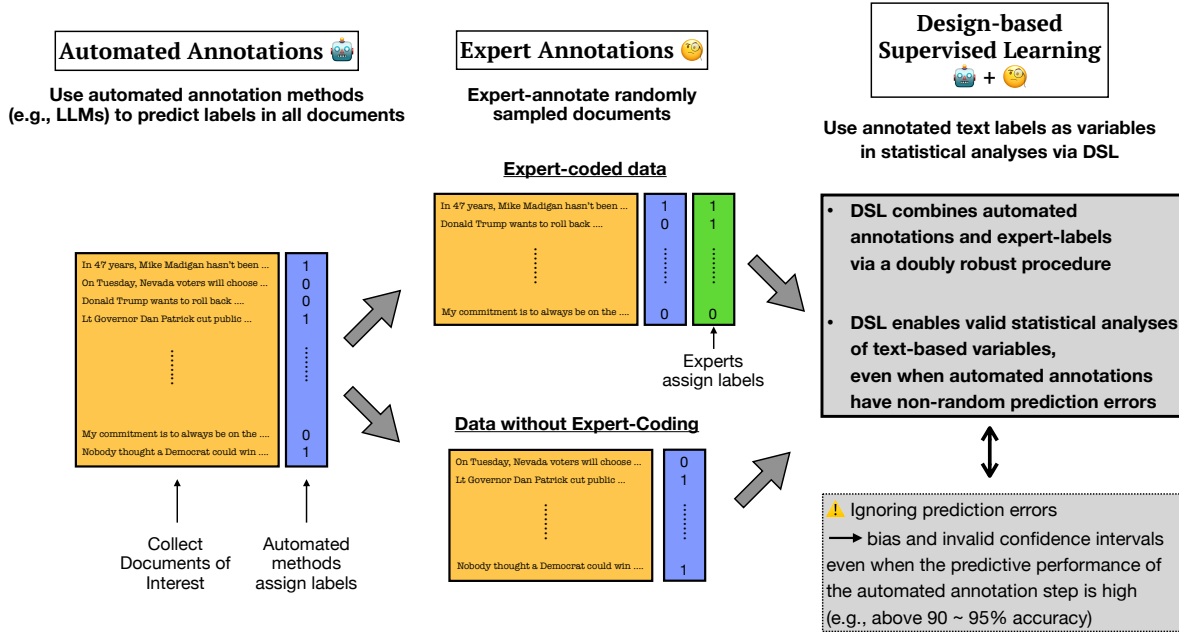 Automated Annotations 🤖
Use automated annotation methods
(e.g., LLMs) to predict labels in all documents
In 47 years, Mike Madigan hasn't been ...
1
On Tuesday, Nevada voters will choose ...
0
Donald Trump wants to roll back ....
0
Lt Governor Dan Patrick cut public ...
1
My commitment is to always be on the ....
0
Nobody thought a Democrat could win ....
1
Collect
Documents of
Interest
Automated
methods
assign labels
Expert Annotations 🧐
Expert-annotate randomly
sampled documents
Expert-coded data
In 47 years, Mike Madigan hasn't been ...
1 1
Donald Trump wants to roll back ....
0 1
My commitment is to always be on the ....
0 0
Experts
assign labels
Data without Expert-Coding
On Tuesday, Nevada voters will choose ...
0
Lt Governor Dan Patrick cut public ...
1
Nobody thought a Democrat could win ....
1
Design-based
Supervised Learning
🤖 + 🧐
Use annotated text labels as variables
in statistical analyses via DSL
• DSL combines automated
annotations and expert-labels
via a doubly robust procedure
• DSL enables valid statistical analyses
of text-based variables,
even when automated annotations
have non-random prediction errors
⚠️ Ignoring prediction errors
→ bias and invalid confidence intervals
even when the predictive performance of
the automated annotation step is high
(e.g., above 90 ~ 95% accuracy)